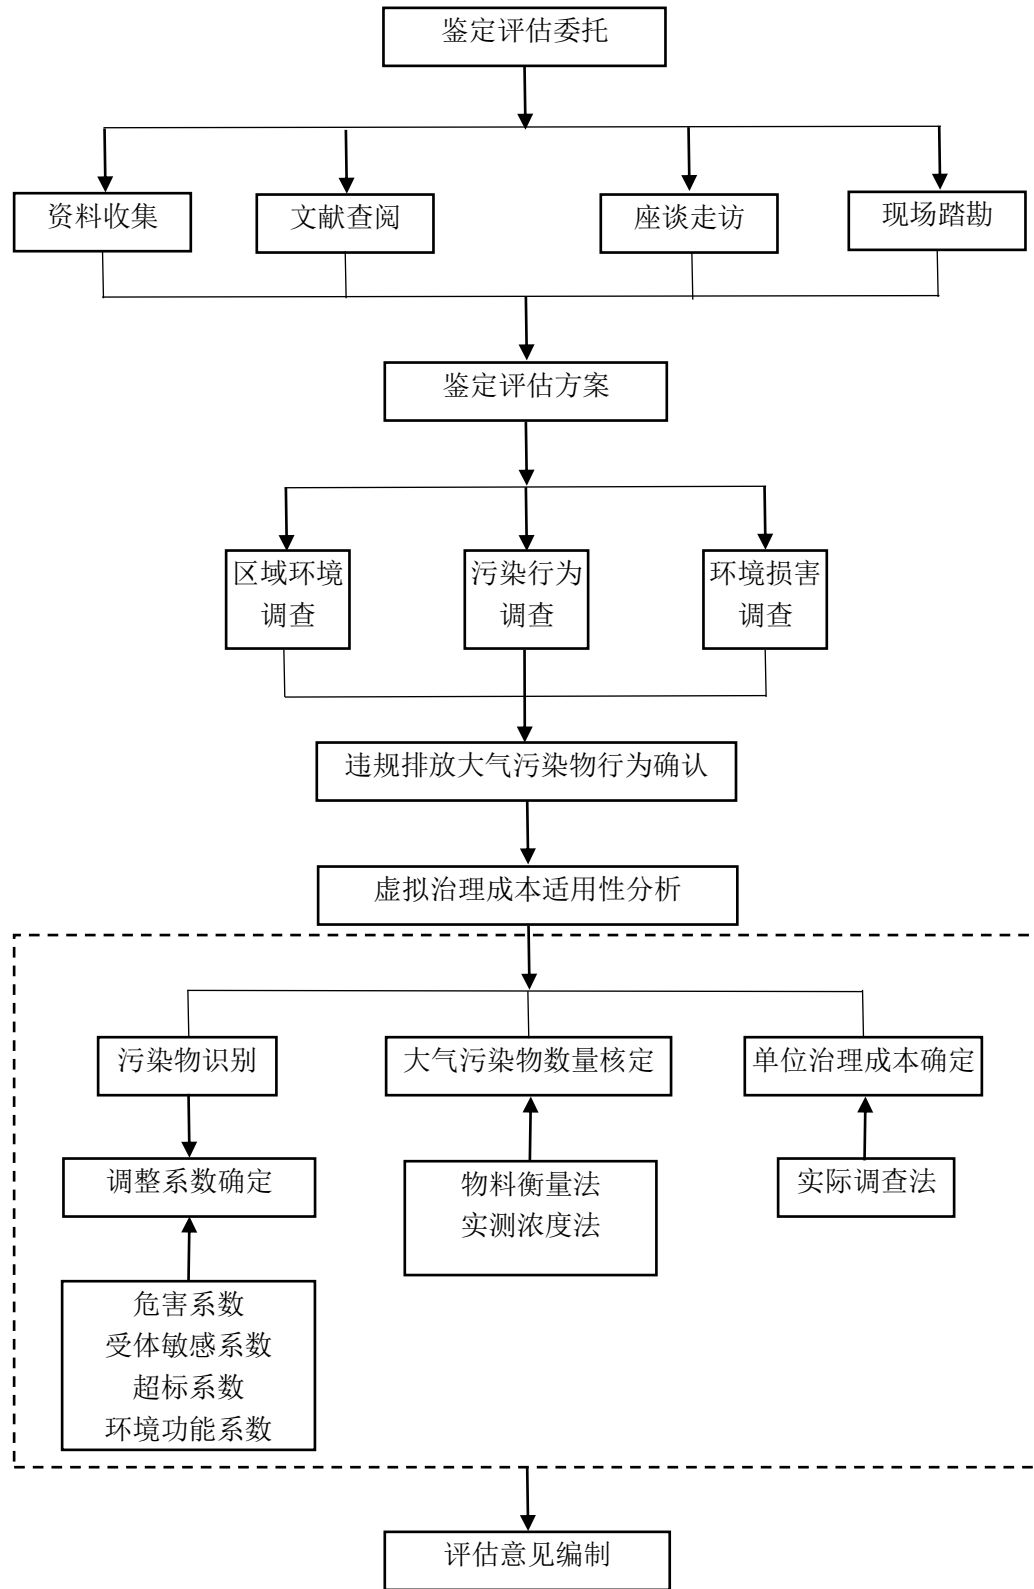 鉴定评估委托
资料收集
文献查阅
座谈走访
现场踏勘
鉴定评估方案
区域环境
调查
污染行为
调查
环境损害
调查
违规排放大气污染物行为确认
虚拟治理成本适用性分析
污染物识别
大气污染物数量核定
单位治理成本确定
调整系数确定
物料衡量法
实测浓度法
实际调查法
危害系数
受体敏感系数
超标系数
环境功能系数
评估意见编制